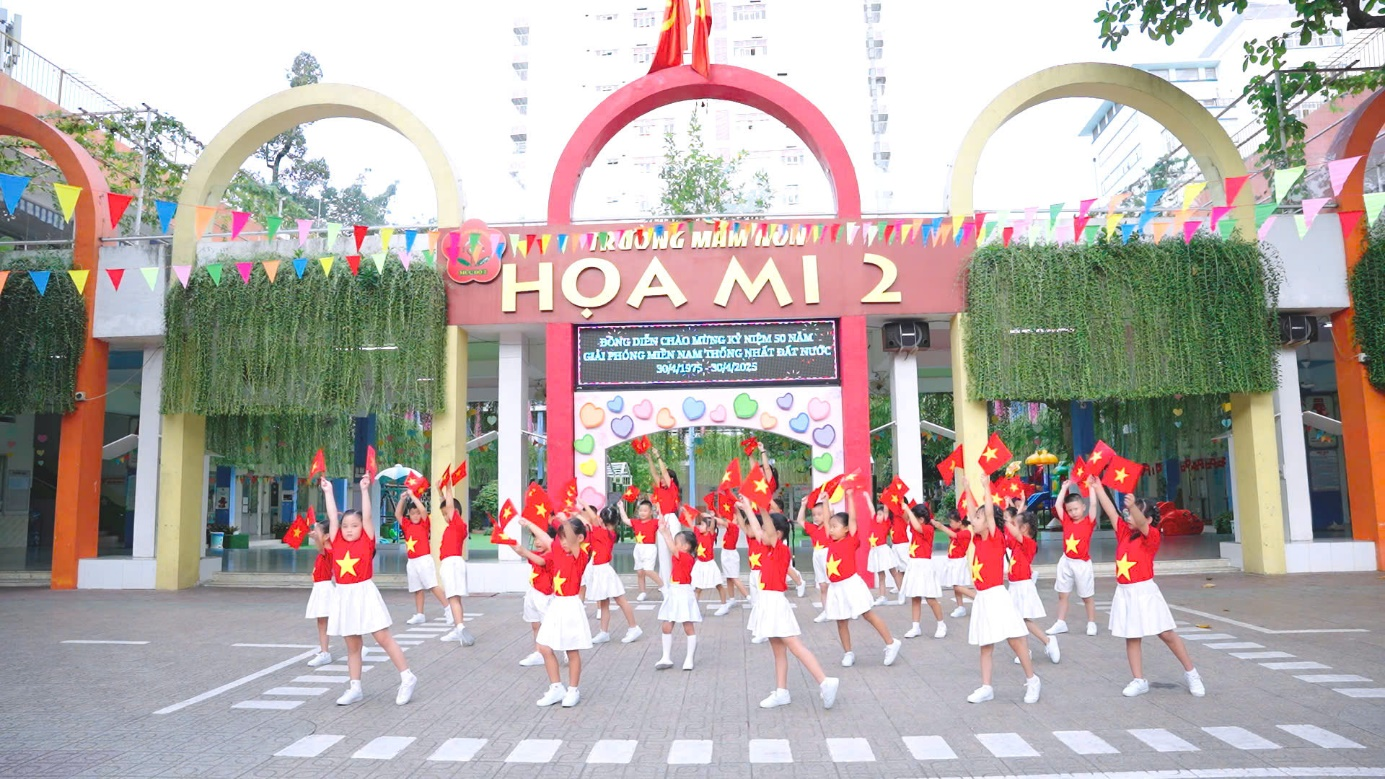 TRƯỜNG MẦM NON
HỌA MI 2
ĐỒNG DIỄN CHÀO MỪNG KỶ NIỆM 50 NĂM
GIẢI PHÓNG MIỀN NAM THỐNG NHẤT ĐẤT NƯỚC
30/4/1975 - 30/4/2025